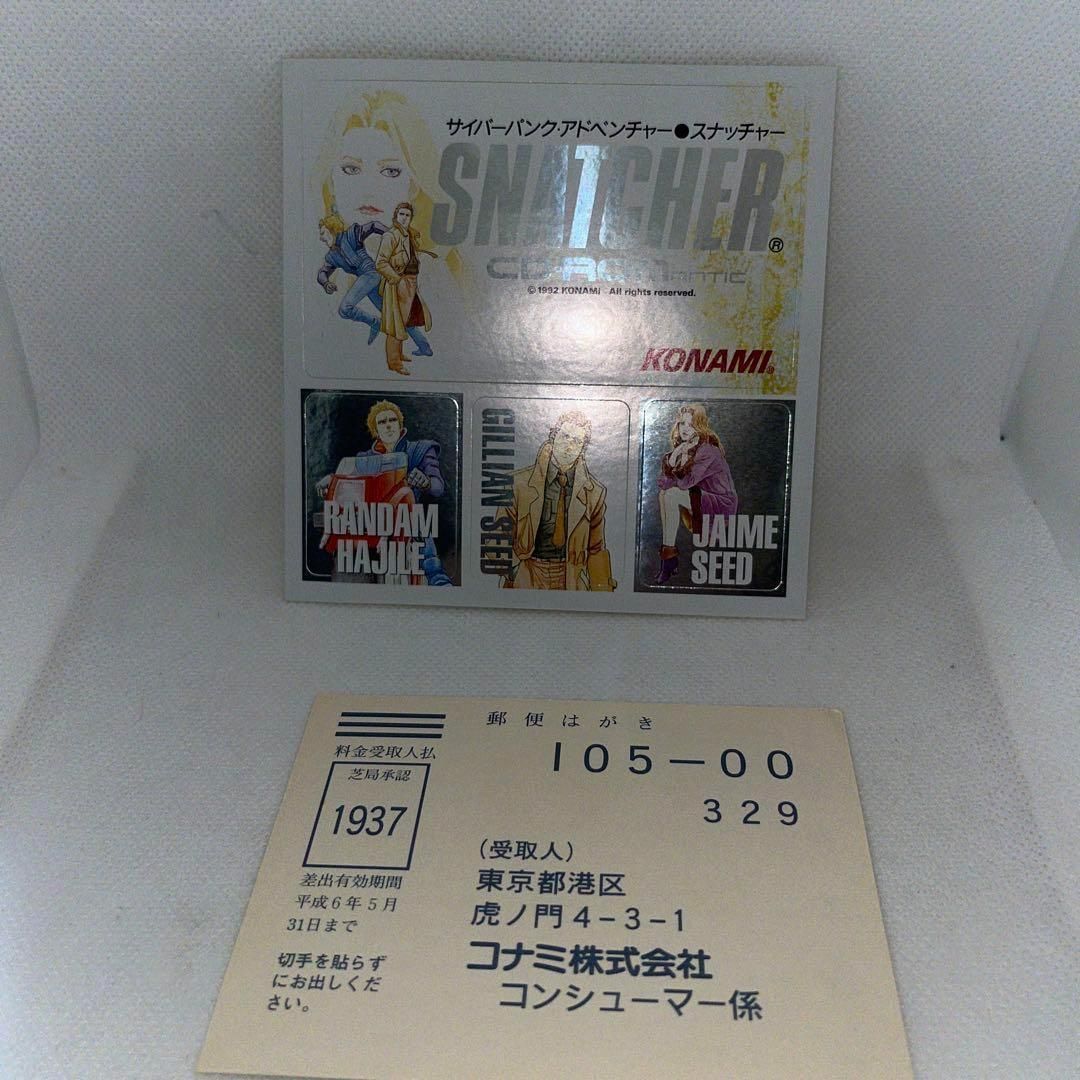 サイバーパンク・アドベンチャー●スナッチャー
SNATCHER®
CD-ROMANTIC
© 1992 KONAMI All rights reserved.
KONAMI®
RANDAM
HAJILE
GILLIAN SEED
JAIME
SEED
郵便はがき
105-00
329
料金受取人払
芝局承認
1937
差出有効期間
平成6年5月
31日まで
切手を貼らず
にお出しくだ
さい。
(受取人)
東京都港区
虎ノ門4-3-1
コナミ株式会社
コンシューマー係